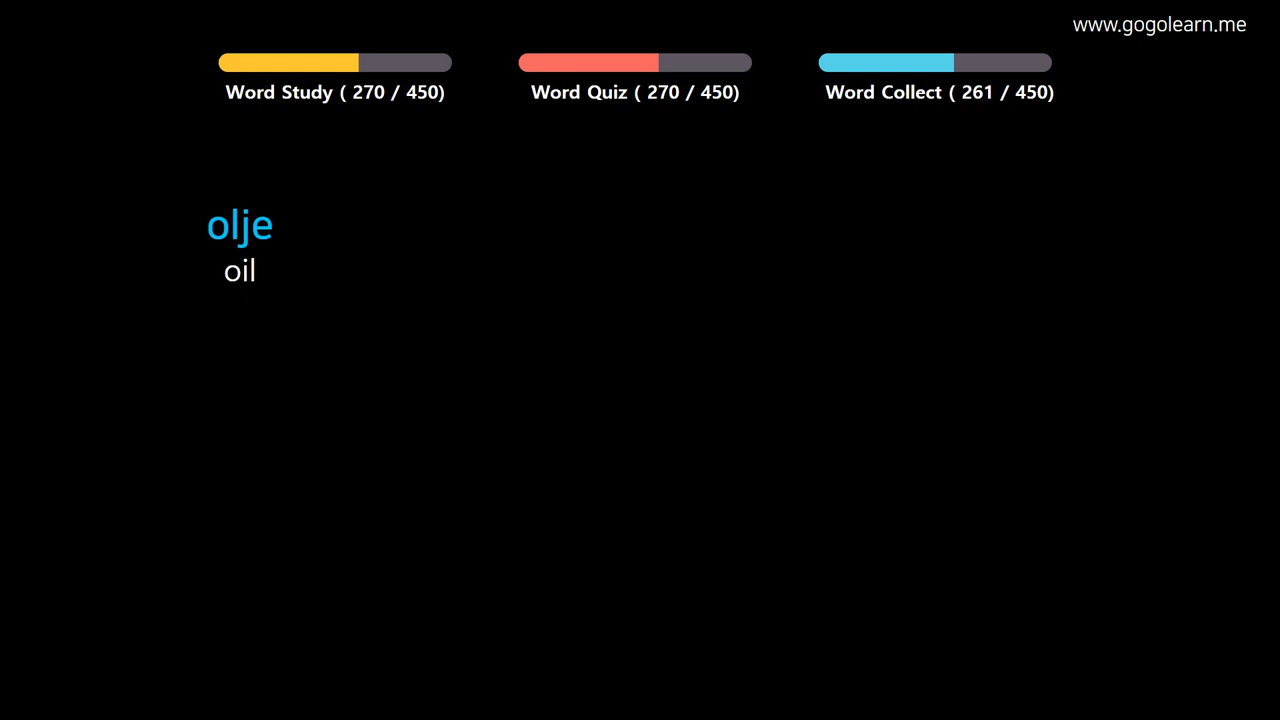 www.gogolearn.me
Word Study ( 270 / 450)
Word Quiz ( 270 / 450)
Word Collect ( 261 / 450)
olje
oil